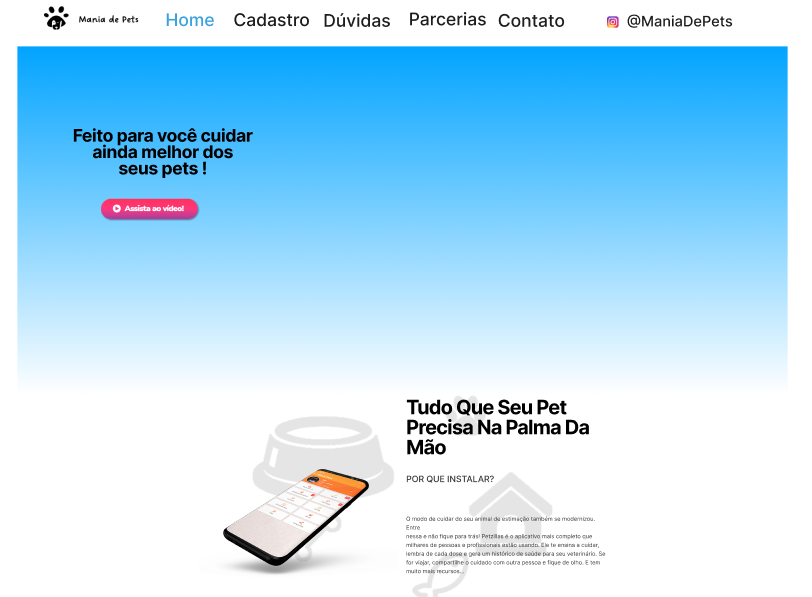 Mania de Pets
Home
Cadastro
Dúvidas
Parcerias
Contato
@ManiaDePets
Feito para você cuidar
ainda melhor dos
seus pets !
Assista ao vídeo!
Tudo Que Seu Pet
Precisa Na Palma Da
Mão
POR QUE INSTALAR?
O modo de cuidar do seu animal de estimação também se modernizou.
Entre
nessa e não fique para trás! Petzillas é o aplicativo mais completo que
milhares de pessoas e profissionais estão usando. Ele te ensina a cuidar,
lembra de cada dose e gera um histórico de saúde para seu veterinário. Se
for viajar, compartilhe o cuidado com outra pessoa e fique de olho. E tem
muito mais recursos...